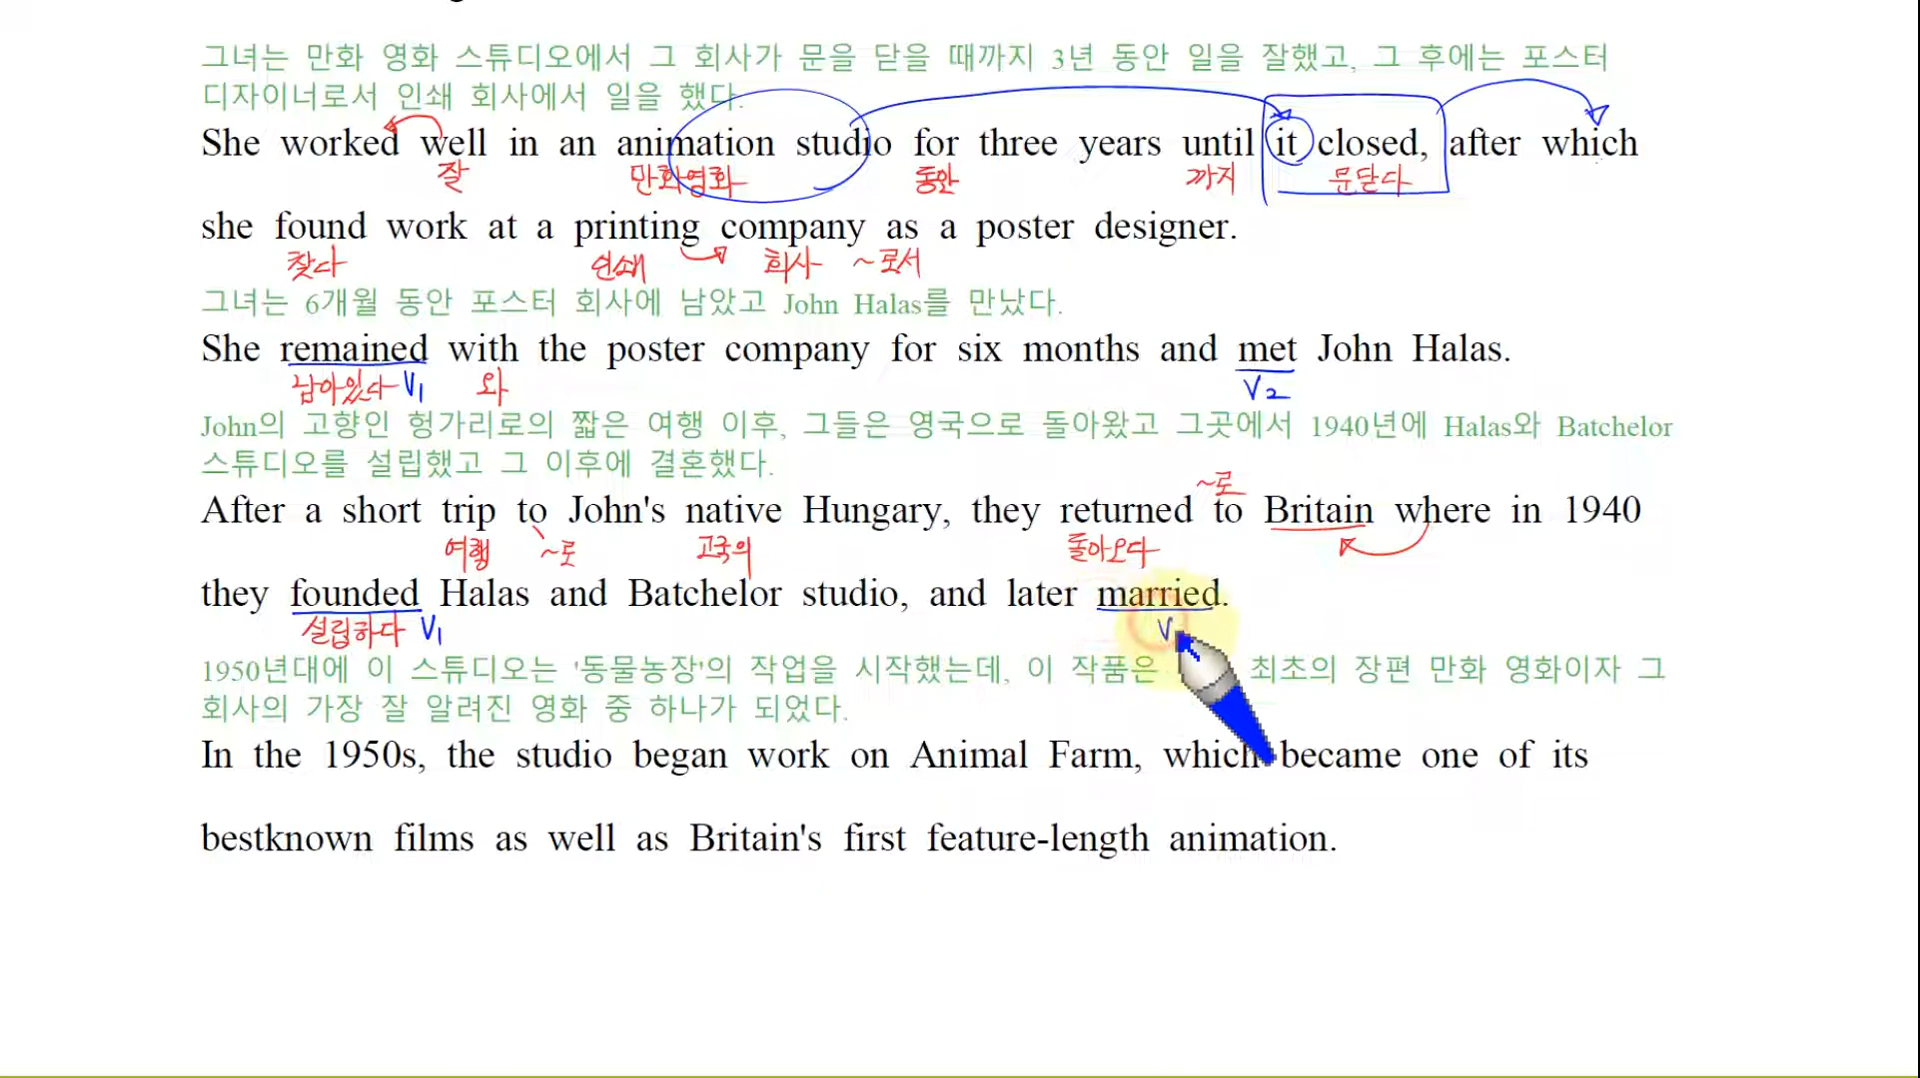 그녀는 만화 영화 스튜디오에서 그 회사가 문을 닫을 때까지 3년 동안 일을 잘했고, 그 후에는 포스터
디자이너로서 인쇄 회사에서 일을 했다.
She worked well in an animation studio for three years until it closed, after which
잘 만화영화 동안 까지 문닫다
she found work at a printing company as a poster designer.
찾다 인쇄 회사 ~로서
그녀는 6개월 동안 포스터 회사에 남았고 John Halas를 만났다.
She remained with the poster company for six months and met John Halas.
남아있다 V1 와 V2
John의 고향인 헝가리로의 짧은 여행 이후, 그들은 영국으로 돌아왔고 그곳에서 1940년에 Halas와 Batchelor
스튜디오를 설립했고 그 이후에 결혼했다.
~로
After a short trip to John's native Hungary, they returned to Britain where in 1940
여행 ~로 고국의 돌아오다
they founded Halas and Batchelor studio, and later married.
설립하다 V1 V
1950년대에 이 스튜디오는 '동물농장'의 작업을 시작했는데, 이 작품은 최초의 장편 만화 영화이자 그
회사의 가장 잘 알려진 영화 중 하나가 되었다.
In the 1950s, the studio began work on Animal Farm, which became one of its
bestknown films as well as Britain's first feature-length animation.